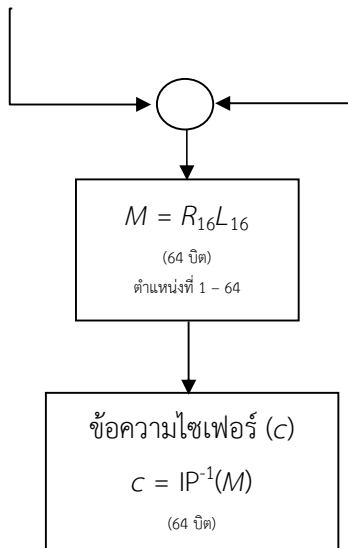 M = R₁₆L₁₆
(64 บิต)
ตำแหน่งที่ 1 – 64
ข้อความไซเฟอร์ (c)
c = IP⁻¹(M)
(64 บิต)